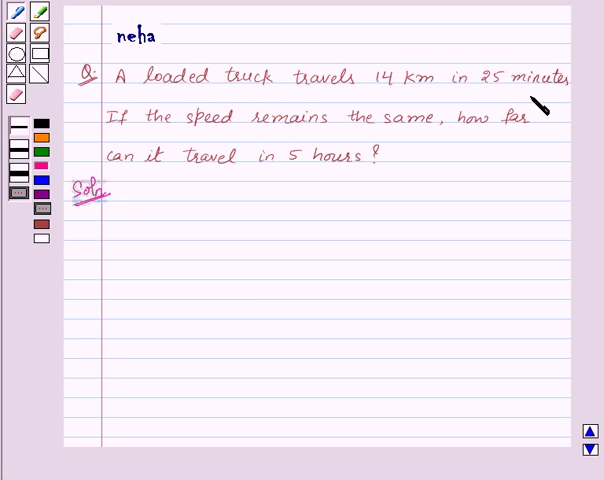 neha
Q. A loaded truck travels 14 km in 25 minutes
If the speed remains the same, how far
can it travel in 5 hours?
Soln